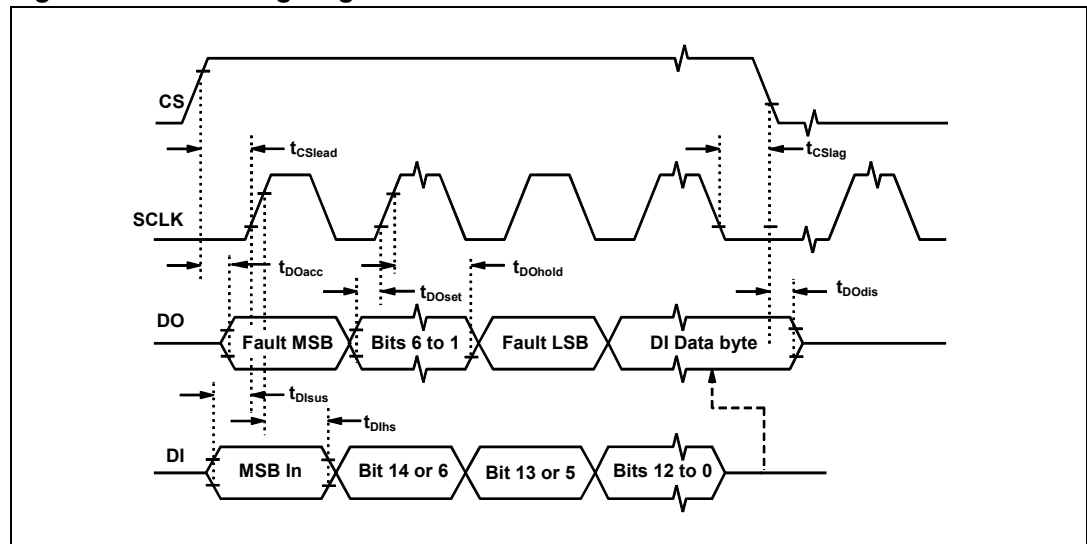 CS
tCSlead
tCSlag
SCLK
tDOacc
tDOset
tDOhold
tDOdis
DO
Fault MSB
Bits 6 to 1
Fault LSB
DI Data byte
tDIsus
tDIhs
DI
MSB In
Bit 14 or 6
Bit 13 or 5
Bits 12 to 0